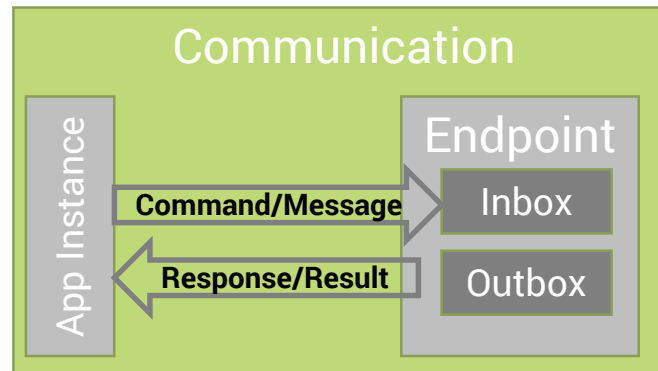 Communication
App Instance
Endpoint
Command/Message
Inbox
Response/Result
Outbox